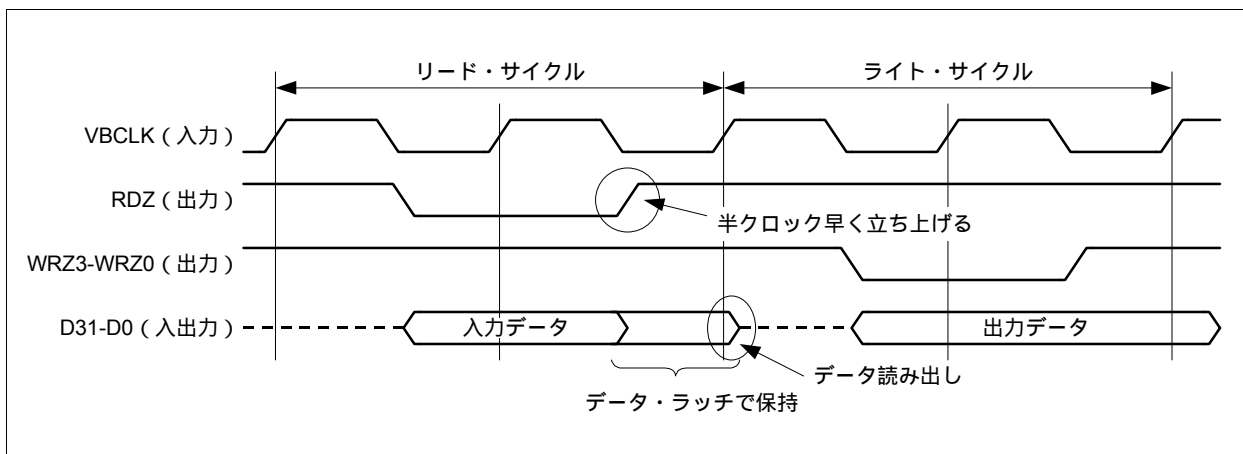 リード・サイクル
ライト・サイクル
VBCLK（入力）
RDZ（出力）
半クロック早く立ち上げる
WRZ3-WRZ0（出力）
D31-D0（入出力）
入力データ
出力データ
データ読み出し
データ・ラッチで保持